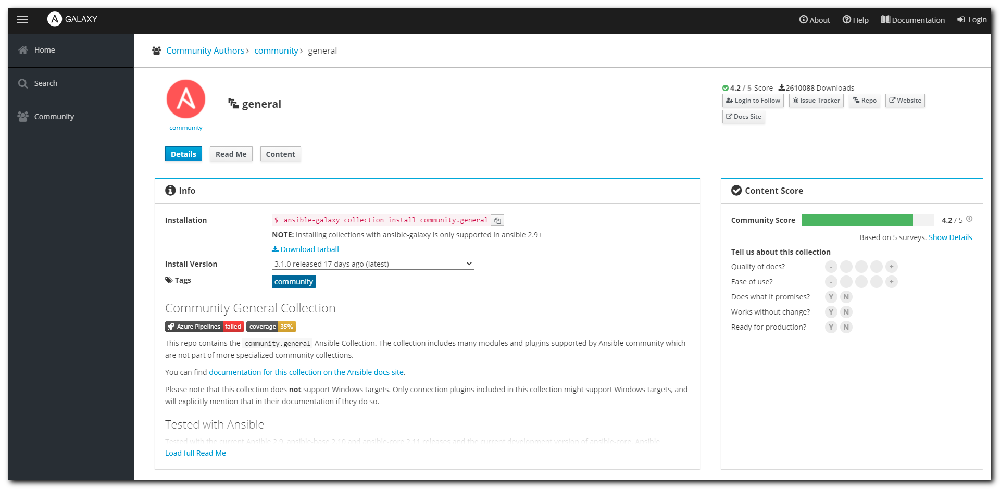 GALAXY
About Help Documentation Login
Home
Search
Community
Community Authors > community > general
community
general
4.2 / 5 Score 2610088 Downloads
Login to Follow Issue Tracker Repo Website
Docs Site
Details Read Me Content
Info
Installation
$ ansible-galaxy collection install community.general
NOTE: Installing collections with ansible-galaxy is only supported in ansible 2.9+
Download tarball
Install Version 3.1.0 released 17 days ago (latest)
Tags community
Community General Collection
Azure Pipelines failed coverage 35%
This repo contains the community.general Ansible Collection. The collection includes many modules and plugins supported by Ansible community which
are not part of more specialized community collections.
You can find documentation for this collection on the Ansible docs site.
Please note that this collection does not support Windows targets. Only connection plugins included in this collection might support Windows targets, and
will explicitly mention that in their documentation if they do so.
Tested with Ansible
Tested with the current Ansible 2.9, ansible-base 2.10 and ansible-core 2.11 releases and the current development version of ansible-core. Ansible
Load full Read Me
Content Score
Community Score 4.2 / 5
Based on 5 surveys. Show Details
Tell us about this collection
Quality of docs? - +
Ease of use? - +
Does what it promises? Y N
Works without change? Y N
Ready for production? Y N